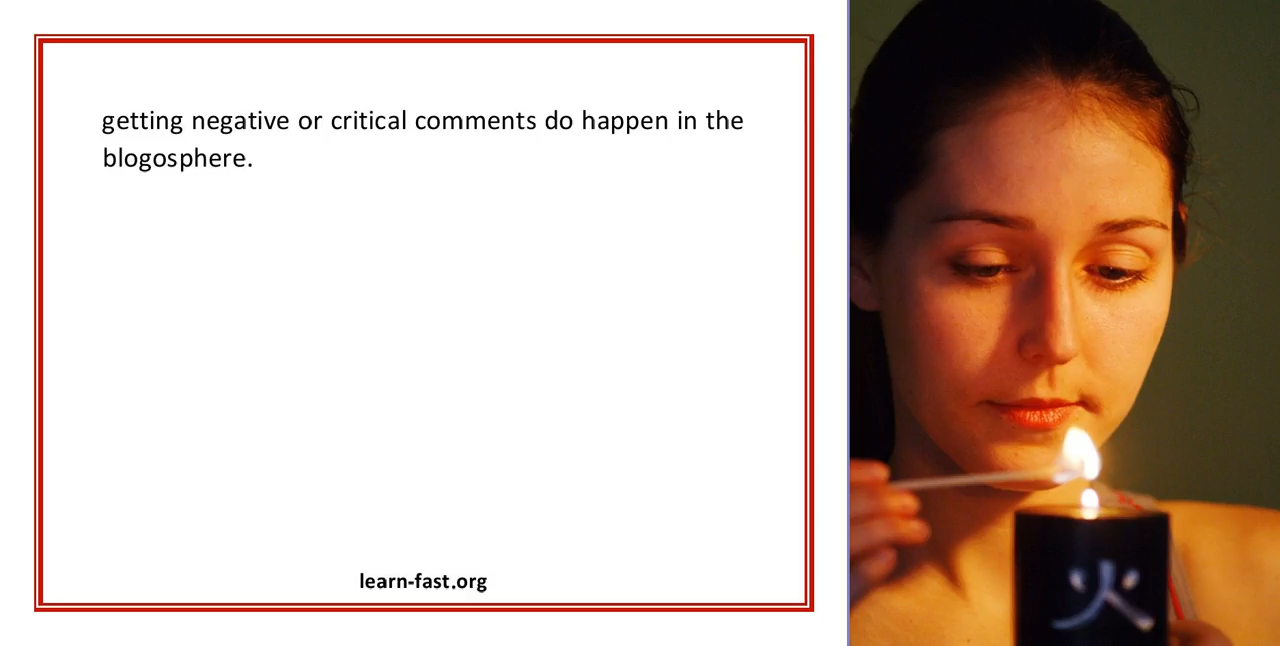 getting negative or critical comments do happen in the
blogosphere.
learn-fast.org
火